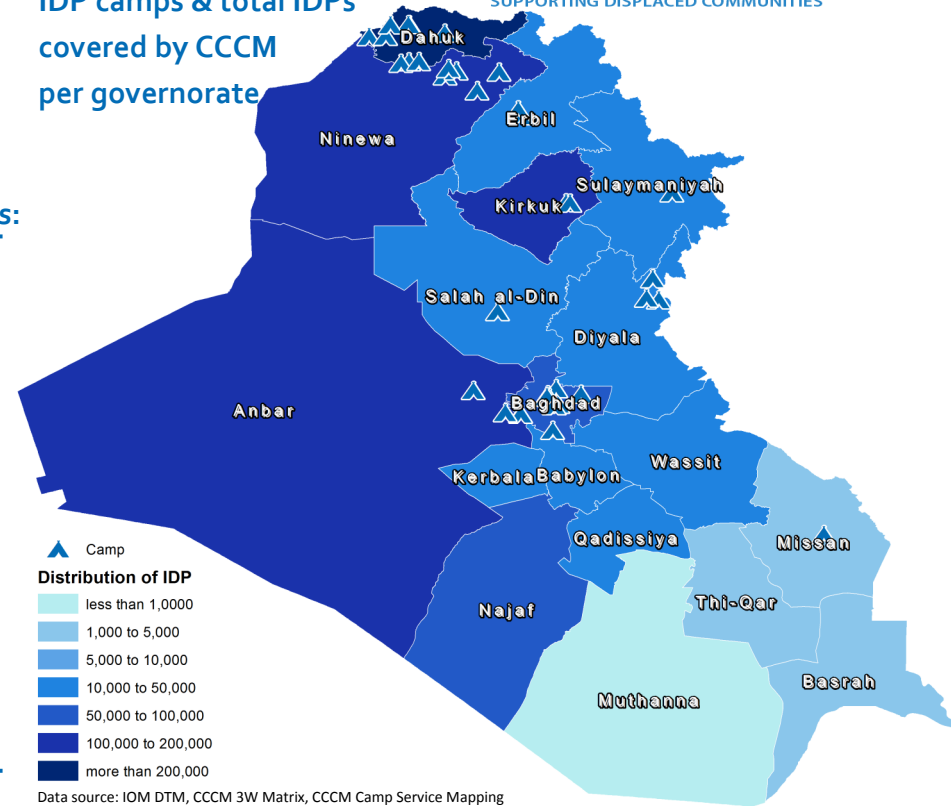 IDP camps & total IDPs
covered by CCCM
per governorate
SUPPORTING DISPLACED COMMUNITIES
s:
Dahuk
Ninewa
Erbil
Sulaymaniyah
Kirkuk
Salah al-Din
Diyala
Anbar
Baghdad
Kerbala
Babylon
Wassit
Qadissiya
Missan
Najaf
Thi-Qar
Muthanna
Basrah
Camp
Distribution of IDP
less than 1,0000
1,000 to 5,000
5,000 to 10,000
10,000 to 50,000
50,000 to 100,000
100,000 to 200,000
more than 200,000
Data source: IOM DTM, CCCM 3W Matrix, CCCM Camp Service Mapping